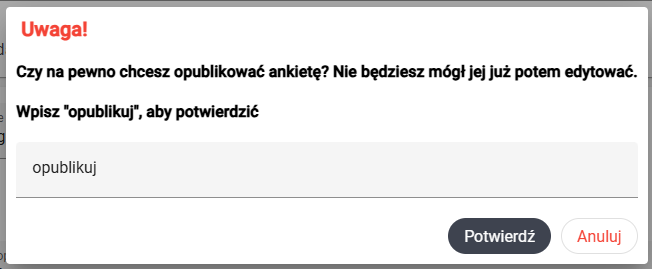 Uwaga!
Czy na pewno chcesz opublikować ankietę? Nie będziesz mógł jej już potem edytować.
Wpisz "opublikuj", aby potwierdzić
opublikuj
Potwierdź
Anuluj